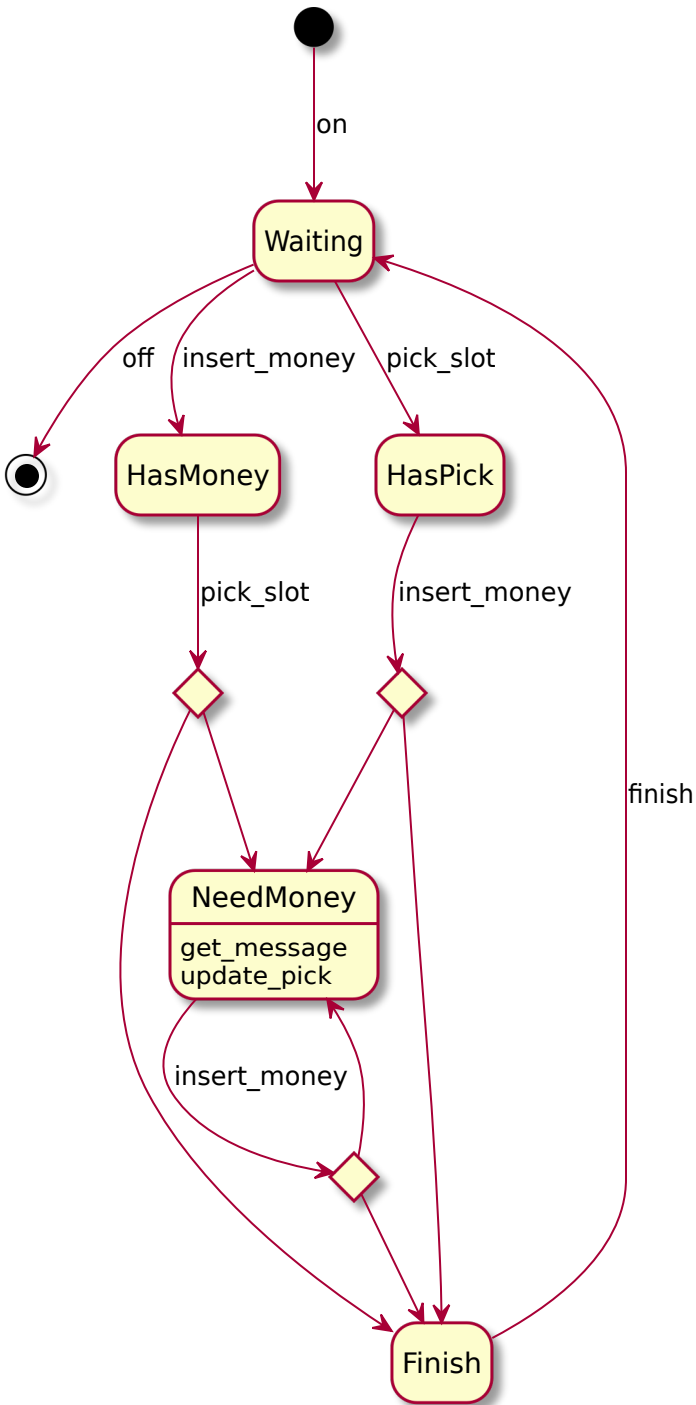 on
Waiting
off
insert_money
pick_slot
HasMoney
HasPick
pick_slot
insert_money
finish
NeedMoney
get_message
update_pick
insert_money
Finish